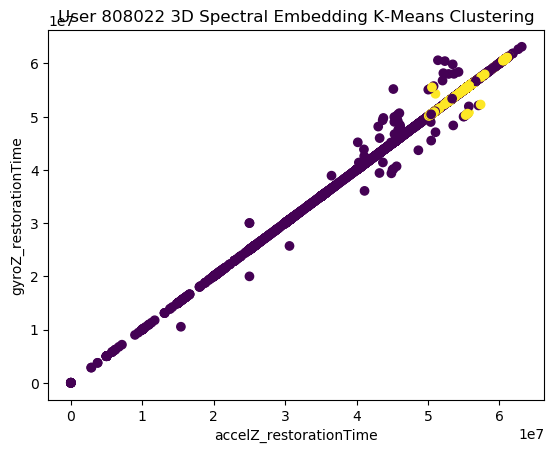 User 808022 3D Spectral Embedding K-Means Clustering
1e7
6
5
4
3
2
1
0
gyroZ_restorationTime
0 1 2 3 4 5 6
1e7
accelZ_restorationTime